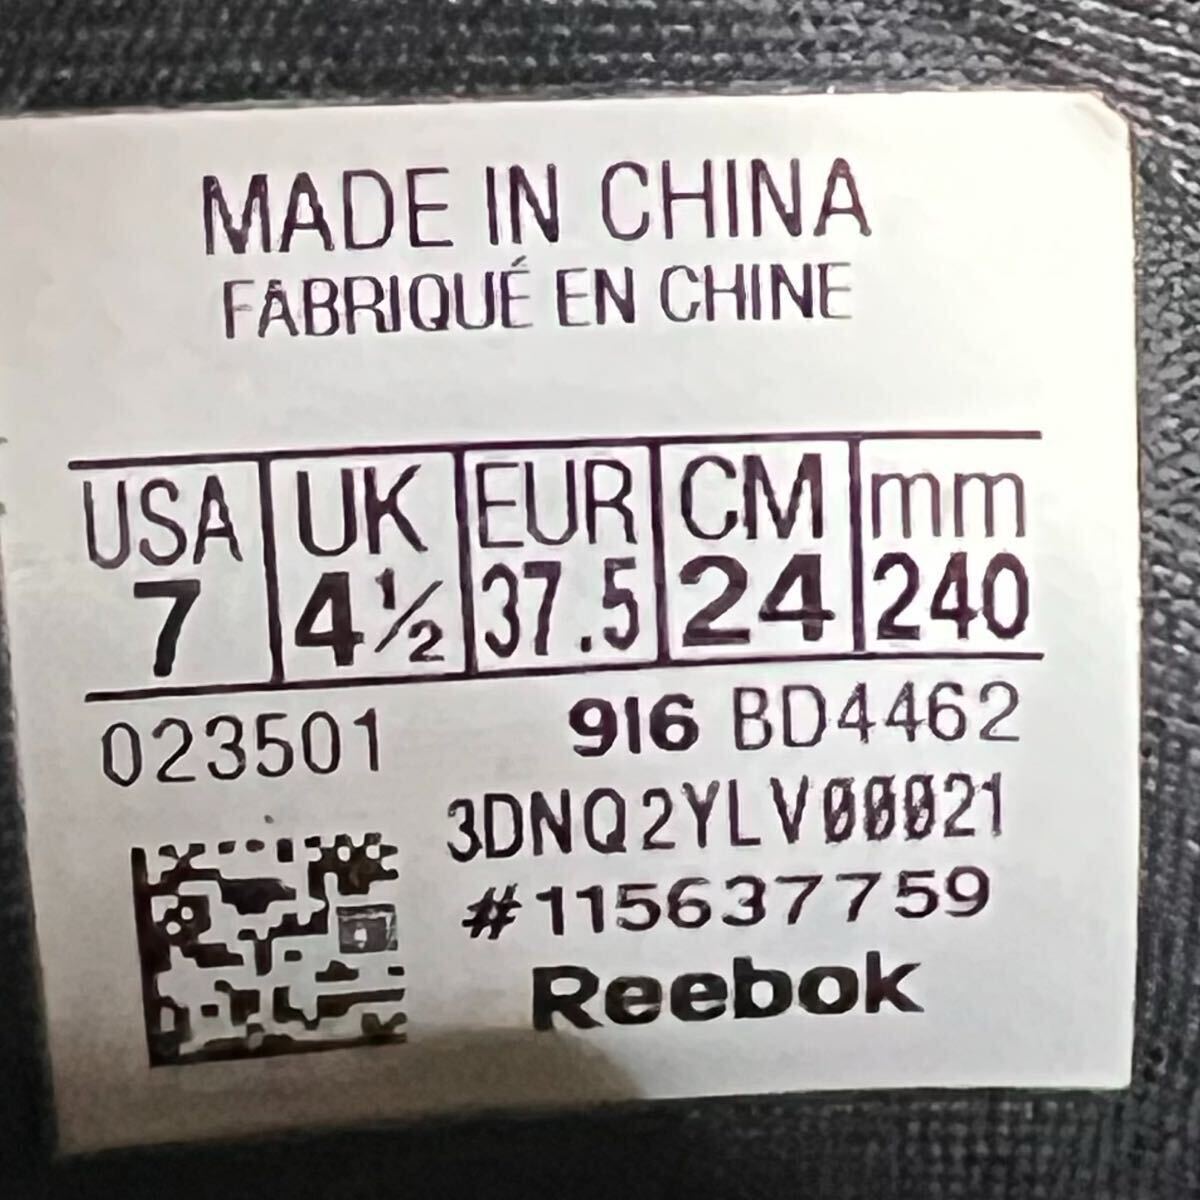 MADE IN CHINA
FABRIQUÉ EN CHINE
USA UK EUR CM mm
7 4½ 37.5 24 240
023501 916 BD4462
3DNQ2YLV00021
#115637759
Reebok